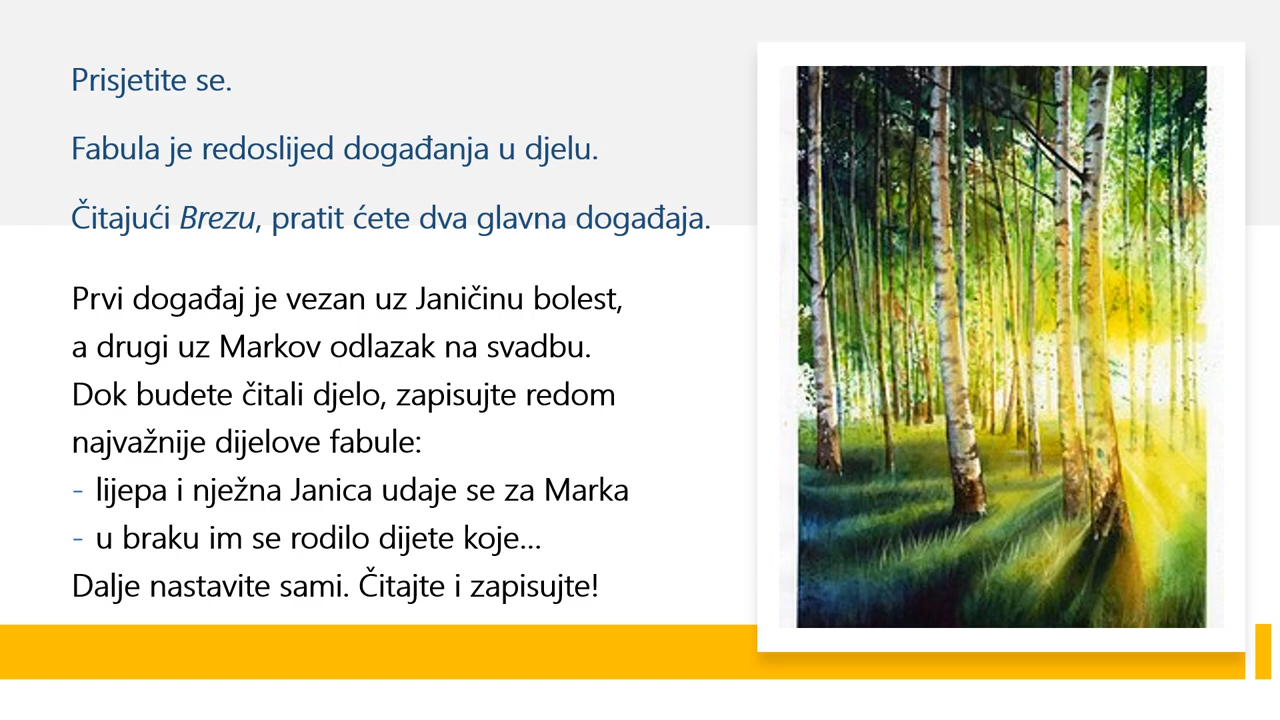 Prisjetite se.
Fabula je redoslijed događanja u djelu.
Čitajući Brezu, pratit ćete dva glavna događaja.
Prvi događaj je vezan uz Janičinu bolest,
a drugi uz Markov odlazak na svadbu.
Dok budete čitali djelo, zapisujte redom
najvažnije dijelove fabule:
- lijepa i nježna Janica udaje se za Marka
- u braku im se rodilo dijete koje...
Dalje nastavite sami. Čitajte i zapisujte!